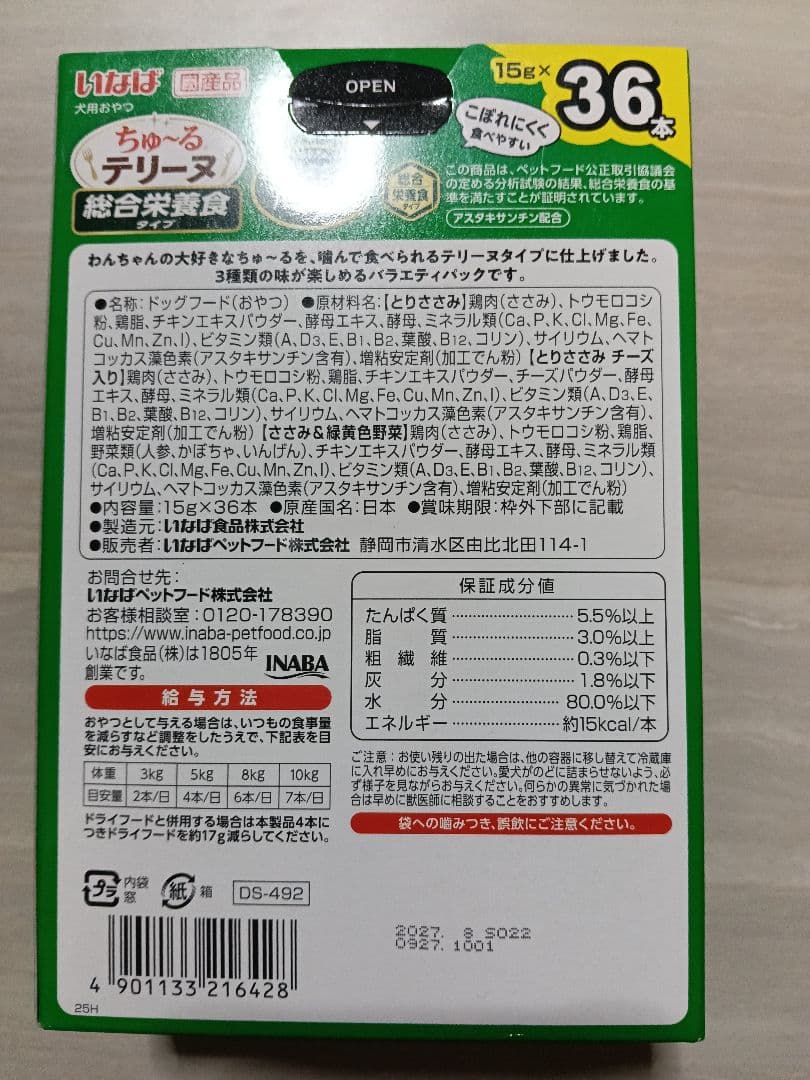 いなば 国産品
犬用おやつ
OPEN
15g×36本
こぼれにくく
食べやすい
ちゅ〜る
テリーヌ
総合栄養食
タイプ
総合
栄養食
タイプ
この商品は、ペットフード公正取引協議会
の定める分析試験の結果、総合栄養食の基
準を満たすことが証明されています。
アスタキサンチン配合
わんちゃんの大好きなちゅ〜るを、噛んで食べられるテリーヌタイプに仕上げました。
3種類の味が楽しめるバラエティパックです。
●名称:ドッグフード(おやつ) ●原材料名:【とりささみ】鶏肉(ささみ)、トウモロコシ
粉、鶏脂、チキンエキスパウダー、酵母エキス、酵母、ミネラル類(Ca,P,K,Cl,Mg,Fe,
Cu,Mn,Zn,I)、ビタミン類(A,D3,E,B1,B2,葉酸,B12,コリン)、サイリウム、ヘマト
コッカス藻色素(アスタキサンチン含有)、増粘安定剤(加工でん粉)【とりささみ チーズ
入り】鶏肉(ささみ)、トウモロコシ粉、鶏脂、チキンエキスパウダー、チーズパウダー、酵母
エキス、酵母、ミネラル類(Ca,P,K,Cl,Mg,Fe,Cu,Mn,Zn,I)、ビタミン類(A,D3,E,
B1,B2,葉酸,B12,コリン)、サイリウム、ヘマトコッカス藻色素(アスタキサンチン含有)、
増粘安定剤(加工でん粉)【ささみ&緑黄色野菜】鶏肉(ささみ)、トウモロコシ粉、鶏脂、
野菜類(人参、かぼちゃ、いんげん)、チキンエキスパウダー、酵母エキス、酵母、ミネラル類
(Ca,P,K,Cl,Mg,Fe,Cu,Mn,Zn,I)、ビタミン類(A,D3,E,B1,B2,葉酸,B12,コリン)、
サイリウム、ヘマトコッカス藻色素(アスタキサンチン含有)、増粘安定剤(加工でん粉)
●内容量:15g×36本 ●原産国名:日本 ●賞味期限:枠外下部に記載
●製造元:いなば食品株式会社
●販売者:いなばペットフード株式会社 静岡市清水区由比北田114-1
お問合せ先:
いなばペットフード株式会社
お客様相談室:0120-178390
https://www.inaba-petfood.co.jp
いなば食品(株)は1805年
創業です。
INABA
給与方法
おやつとして与える場合は、いつもの食事量
を減らすなど調整をしたうえで、下記表を目
安にお与えください。
体重 3kg 5kg 8kg 10kg
目安量 2本/日 4本/日 6本/日 7本/日
ドライフードと併用する場合は本製品4本に
つきドライフードを約17g減らしてください。
保証成分値
たんぱく質 5.5%以上
脂質 3.0%以上
粗繊維 0.3%以下
灰分 1.8%以下
水分 80.0%以下
エネルギー 約15kcal/本
ご注意:お使い残りの出た場合は、他の容器に移し替えて冷蔵庫
に入れ早めにお与えください。愛犬がのどに詰まらせないよう、必
ず様子を見ながらお与えください。何らかの異常に気づかれた場
合は早めに獣医師に相談することをおすすめします。
袋への噛みつき、誤飲にご注意ください。
プラ 内袋
窓
紙 箱
DS-492
2027. 8 S022
0927. 1001
4 901133 216428
25H